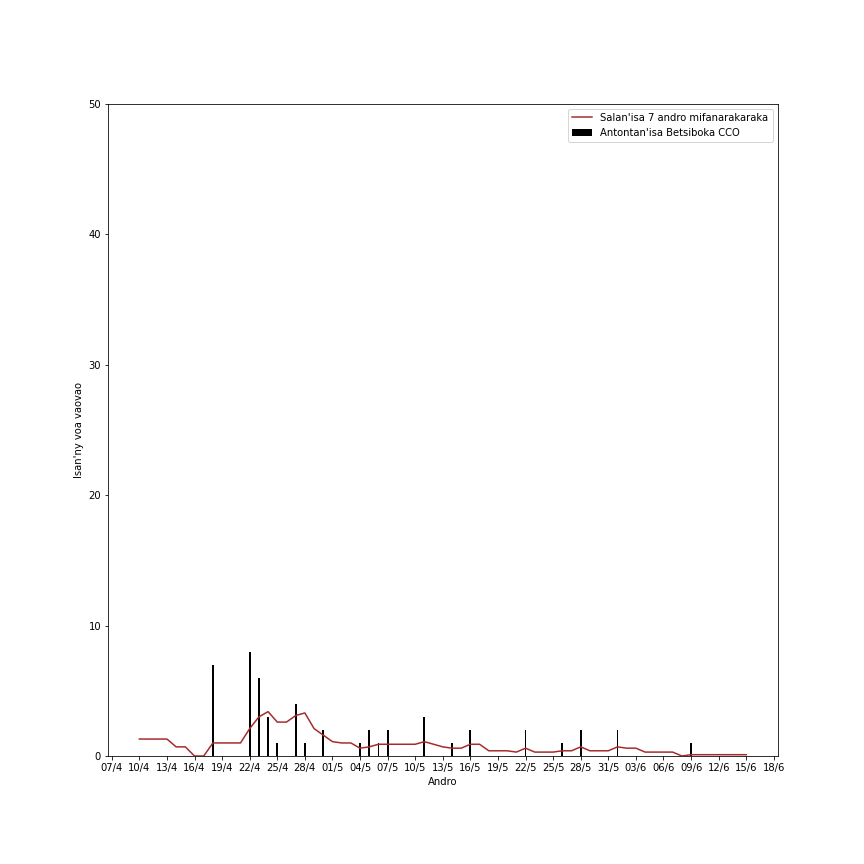 Salan'isa 7 andro mifanarakaraka
Antontan'isa Betsiboka CCO
50
40
30
20
10
0
Isan'ny voa vaovao
07/4 10/4 13/4 16/4 19/4 22/4 25/4 28/4 01/5 04/5 07/5 10/5 13/5 16/5 19/5 22/5 25/5 28/5 31/5 03/6 06/6 09/6 12/6 15/6 18/6
Andro